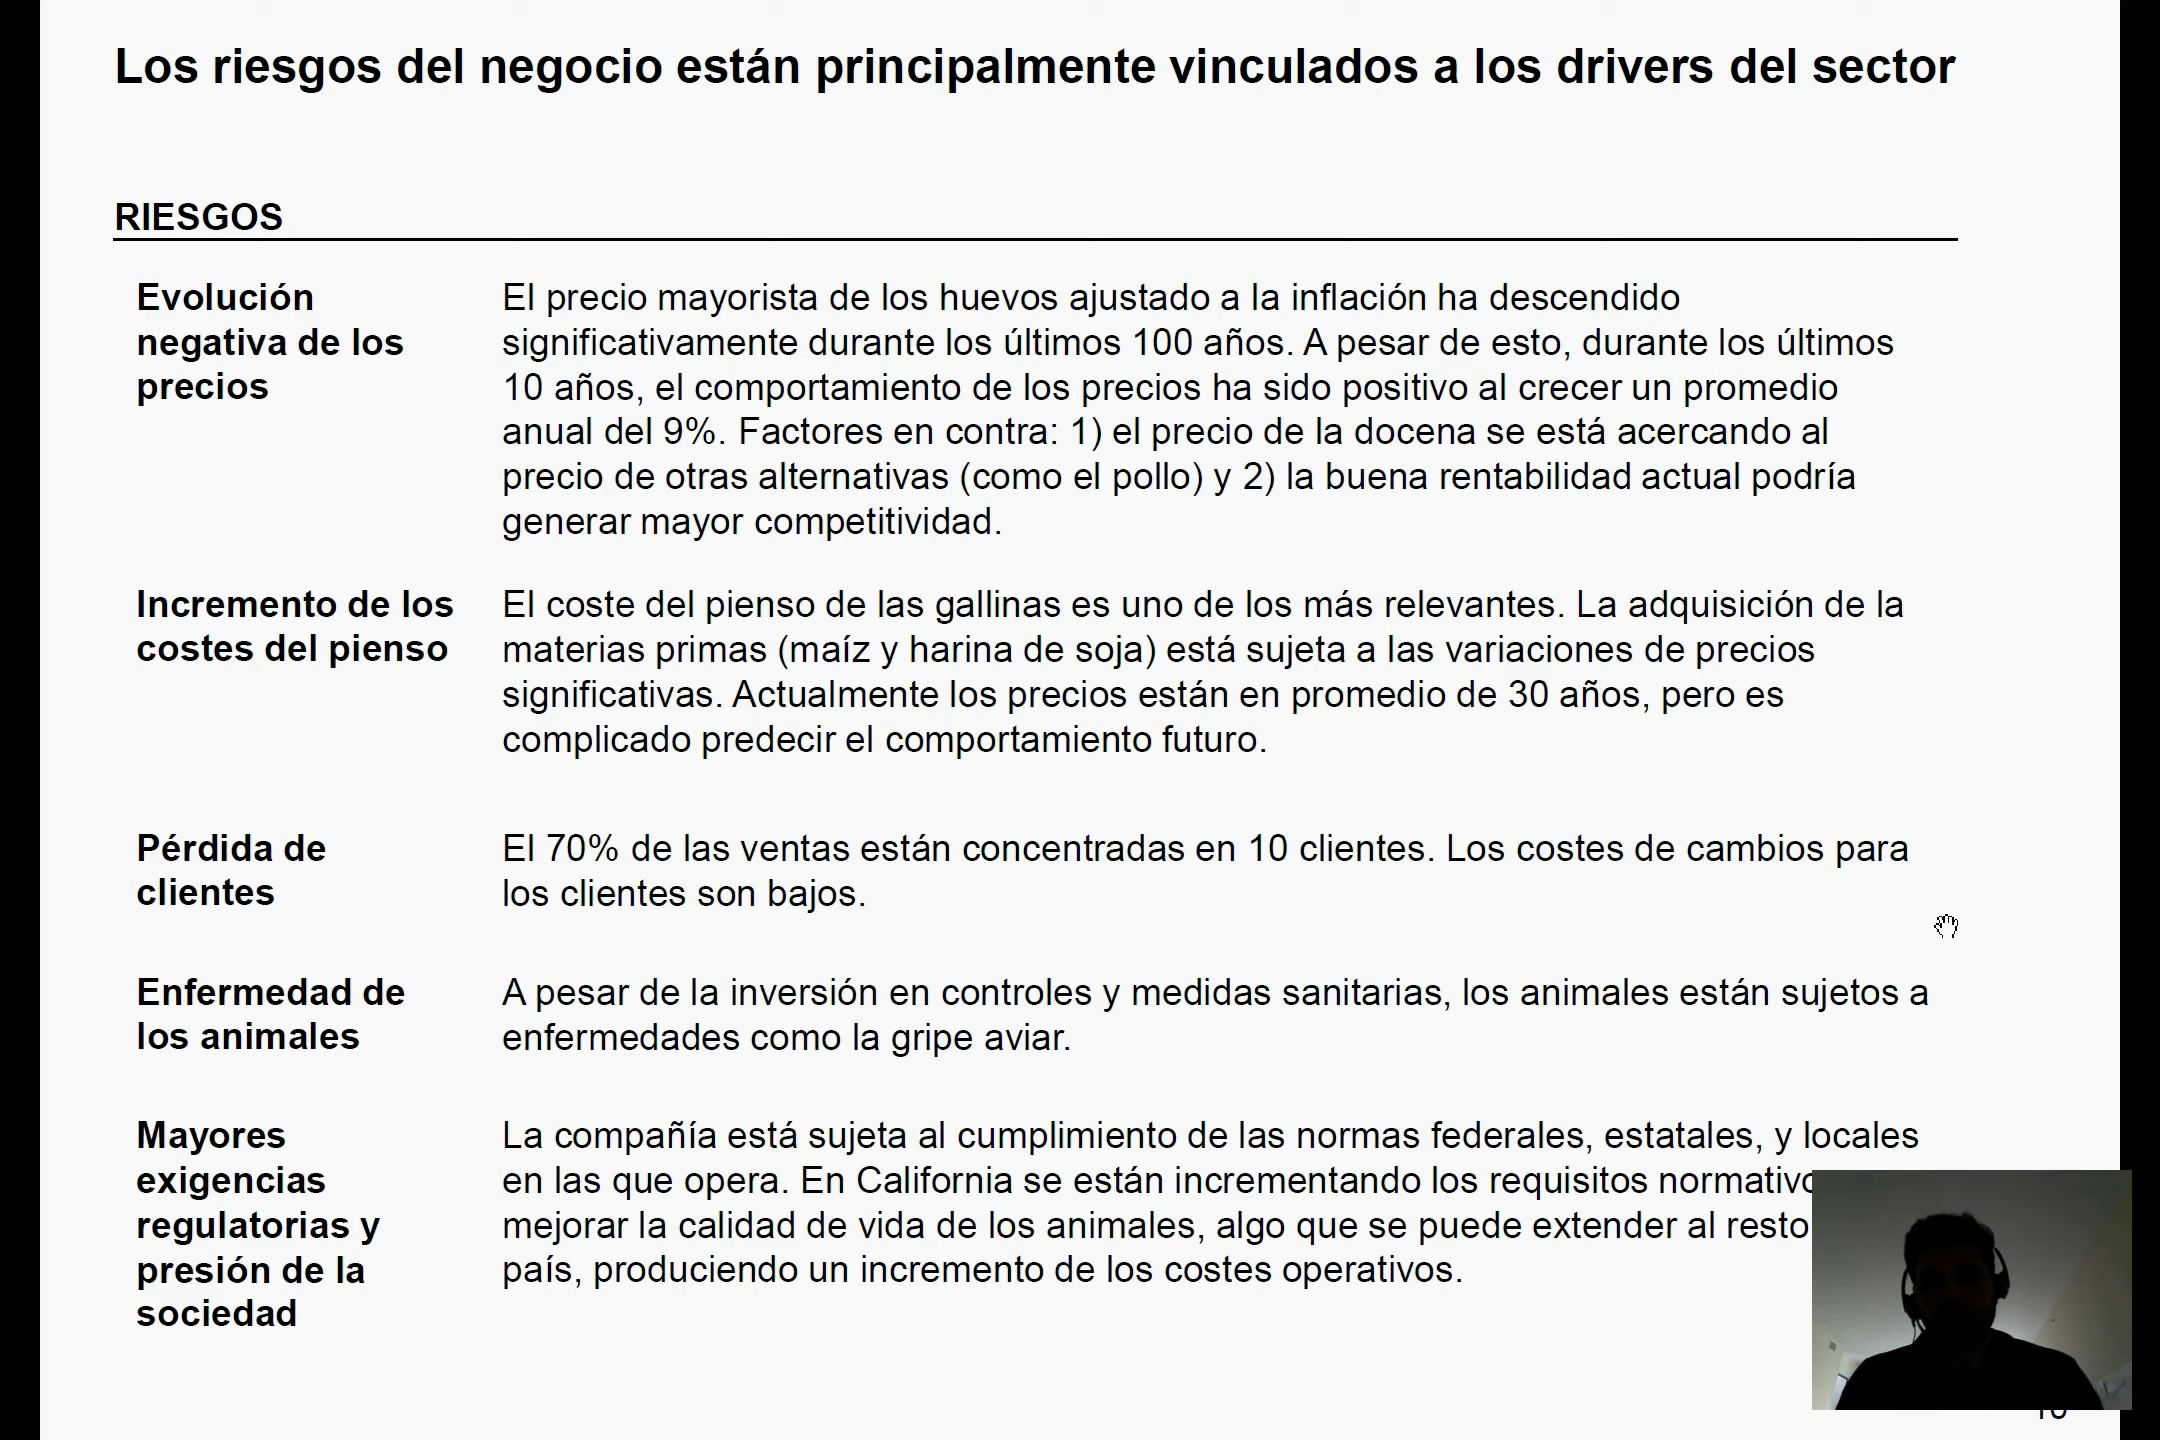 Los riesgos del negocio están principalmente vinculados a los drivers del sector
RIESGOS
Evolución
negativa de los
precios
El precio mayorista de los huevos ajustado a la inflación ha descendido
significativamente durante los últimos 100 años. A pesar de esto, durante los últimos
10 años, el comportamiento de los precios ha sido positivo al crecer un promedio
anual del 9%. Factores en contra: 1) el precio de la docena se está acercando al
precio de otras alternativas (como el pollo) y 2) la buena rentabilidad actual podría
generar mayor competitividad.
Incremento de los
costes del pienso
El coste del pienso de las gallinas es uno de los más relevantes. La adquisición de la
materias primas (maíz y harina de soja) está sujeta a las variaciones de precios
significativas. Actualmente los precios están en promedio de 30 años, pero es
complicado predecir el comportamiento futuro.
Pérdida de
clientes
El 70% de las ventas están concentradas en 10 clientes. Los costes de cambios para
los clientes son bajos.
Enfermedad de
los animales
A pesar de la inversión en controles y medidas sanitarias, los animales están sujetos a
enfermedades como la gripe aviar.
Mayores
exigencias
regulatorias y
presión de la
sociedad
La compañía está sujeta al cumplimiento de las normas federales, estatales, y locales
en las que opera. En California se están incrementando los requisitos
mejorar la calidad de vida de los animales, algo que se puede extender al resto
país, produciendo un incremento de los costes operativos.